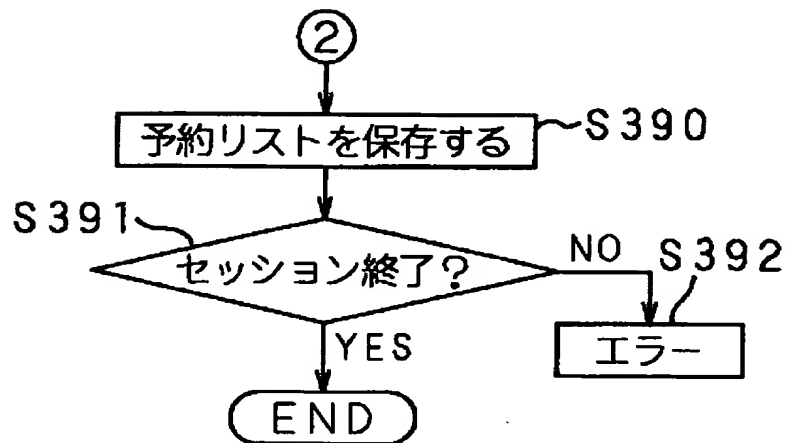 ②
予約リストを保存する
S390
S391
セッション終了?
NO
S392
エラー
YES
END